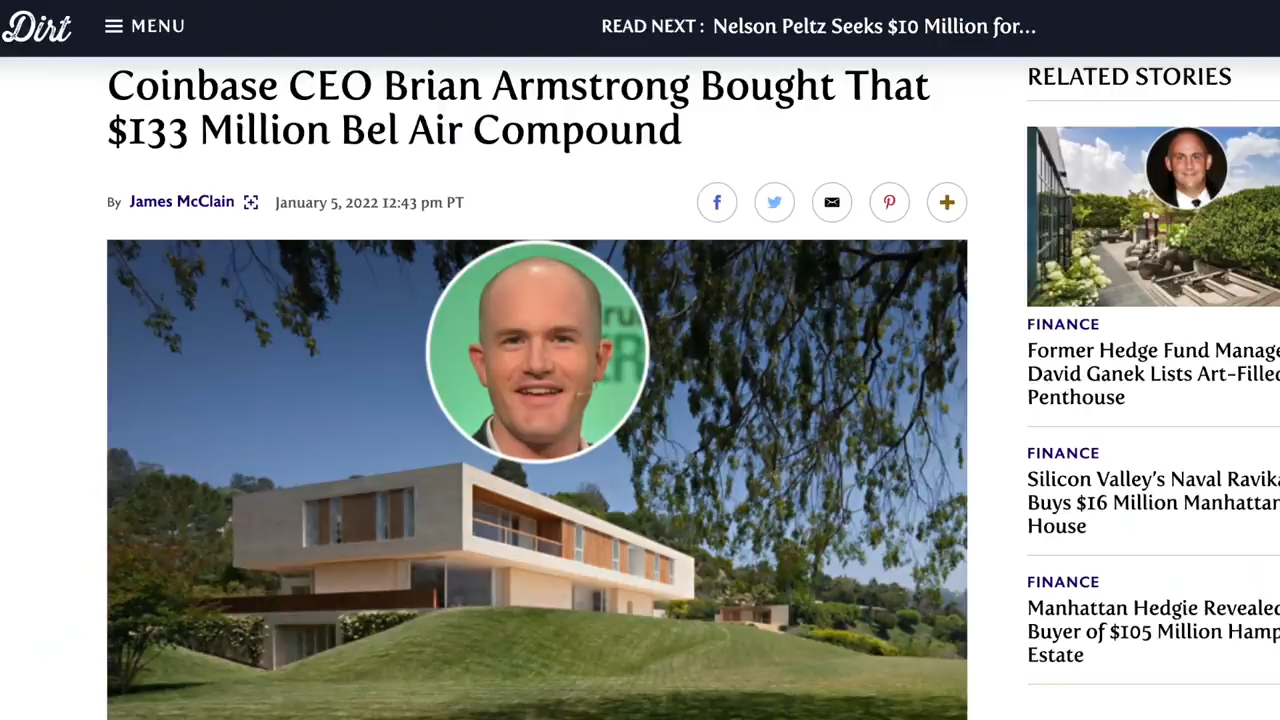 Dirt
MENU
READ NEXT : Nelson Peltz Seeks $10 Million for...
Coinbase CEO Brian Armstrong Bought That
$133 Million Bel Air Compound
By James McClain January 5, 2022 12:43 pm PT
RELATED STORIES
FINANCE
Former Hedge Fund Manage
David Ganek Lists Art-Filled
Penthouse
FINANCE
Silicon Valley's Naval Ravika
Buys $16 Million Manhattan
House
FINANCE
Manhattan Hedgie Revealed
Buyer of $105 Million Hamp
Estate